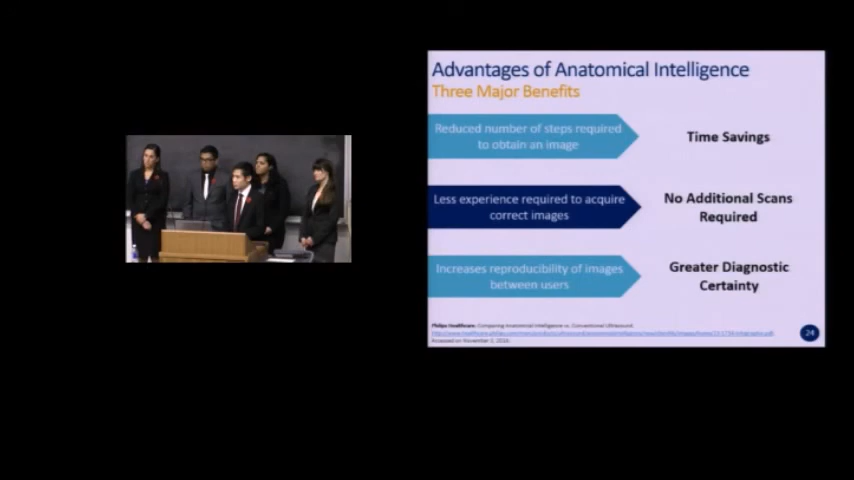 Advantages of Anatomical Intelligence
Three Major Benefits
Reduced number of steps required
to obtain an image
Time Savings
Less experience required to acquire
correct images
No Additional Scans
Required
Increases reproducibility of images
between users
Greater Diagnostic
Certainty
Philips Healthcare. Comparing Anatomical Intelligence vs. Conventional Ultrasound.
Accessed on November
24